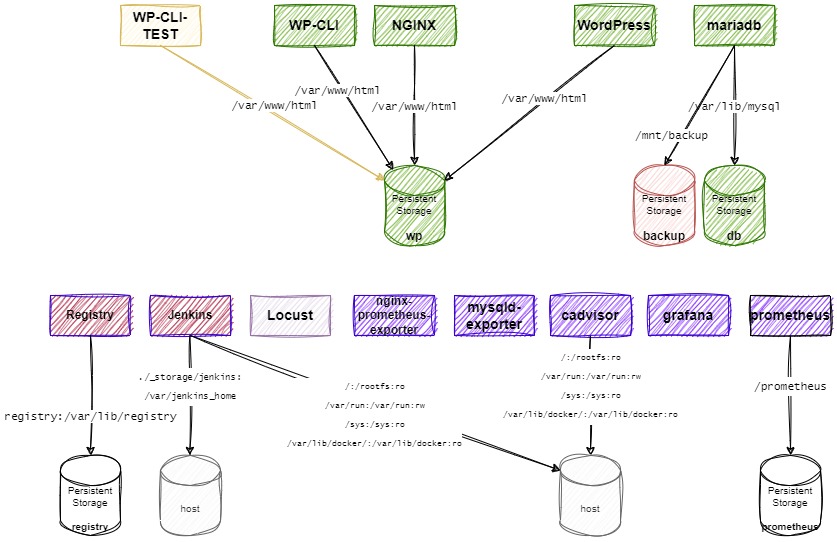 WP-CLI-
TEST
WP-CLI
NGINX
WordPress
mariadb
/var/www/html
/var/www/html
/var/www/html
/var/www/html
/var/lib/mysql
/mnt/backup
Persistent
Storage
wp
Persistent
Storage
backup
Persistent
Storage
db
Registry
Jenkins
Locust
nginx-
prometheus-
exporter
mysqld-
exporter
cadvisor
grafana
prometheus
./_storage/jenkins:
/var/jenkins_home
/:/rootfs:ro
/var/run:/var/run:rw
/sys:/sys:ro
/var/lib/docker/:/var/lib/docker:ro
/:/rootfs:ro
/var/run:/var/run:rw
/sys:/sys:ro
/var/lib/docker/:/var/lib/docker:ro
/prometheus
registry:/var/lib/registry
Persistent
Storage
registry
host
host
Persistent
Storage
prometheus